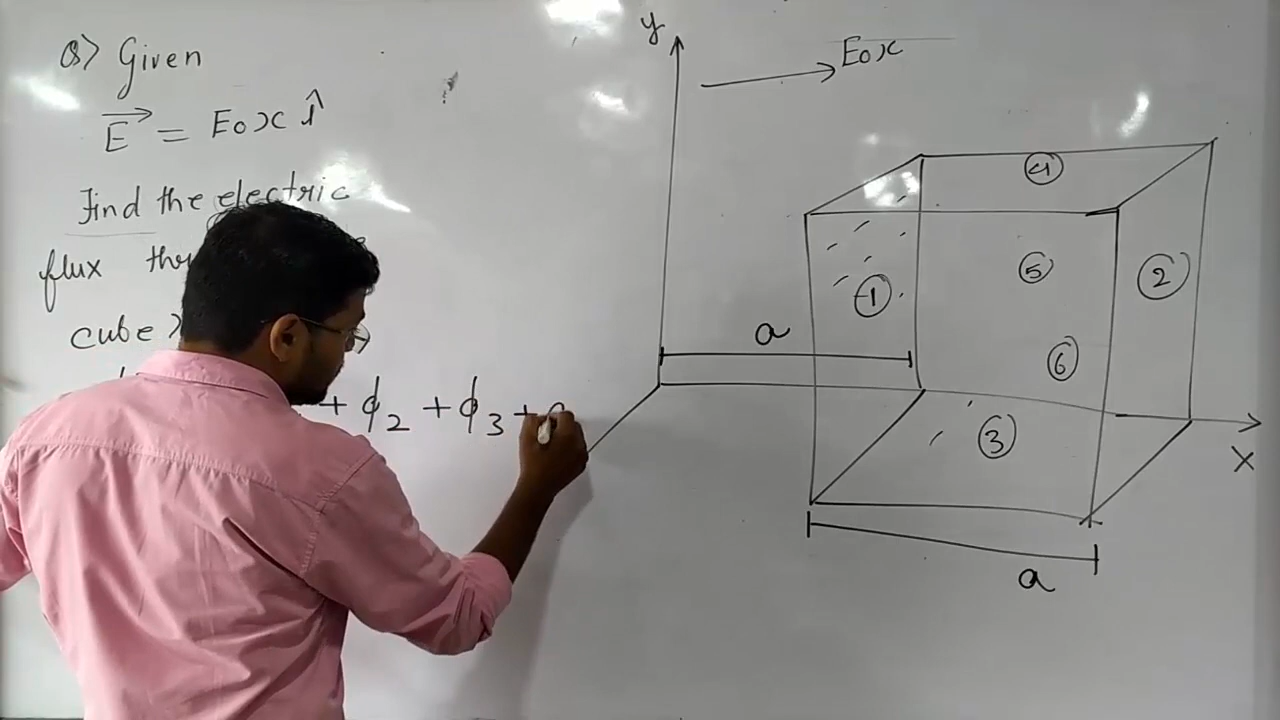 Q> Given
E⃗ = E₀x î
Find the electric
flux
cube
+ ϕ₂ + ϕ₃ +
y
E₀x
4
5
2
1
a
6
3
X
a